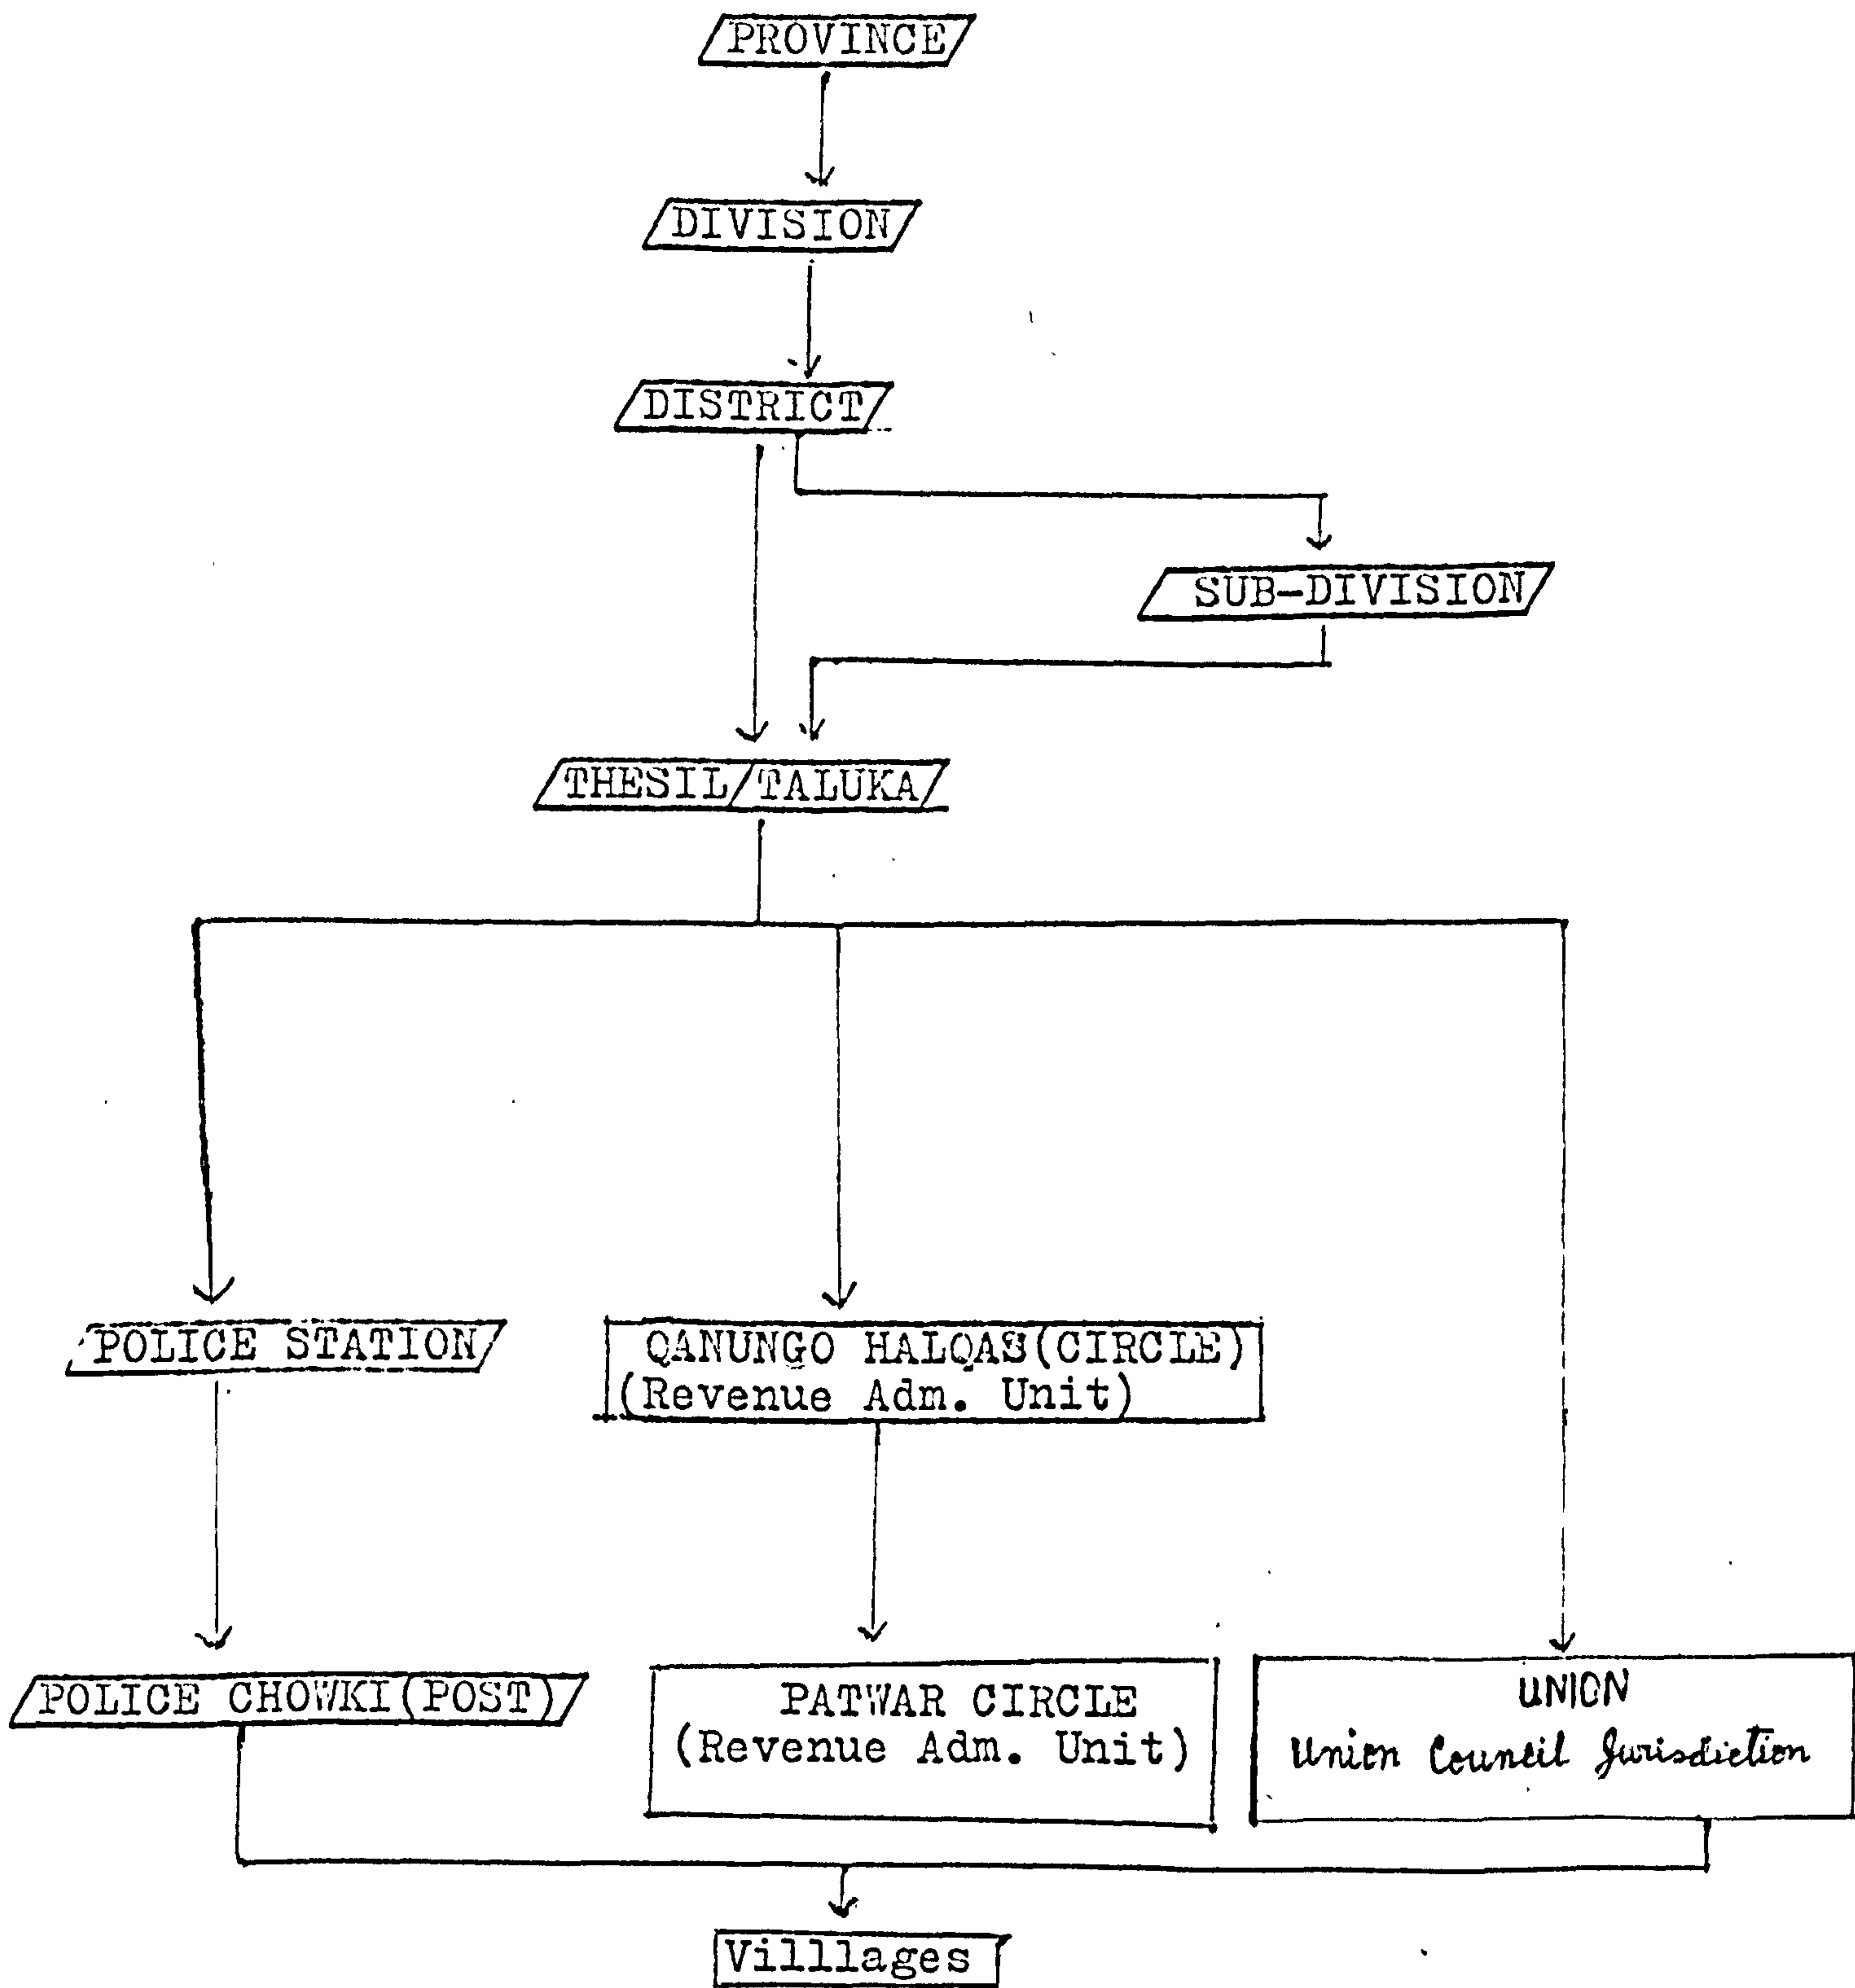 PROVINCE
DIVISION
DISTRICT
SUB-DIVISION
THESIL/TALUKA
POLICE STATION
QANUNGO HALQAS(CIRCLE)
(Revenue Adm. Unit)
POLICE CHOWKI(POST)
PATWAR CIRCLE
(Revenue Adm. Unit)
UNION
Union Council Jurisdiction
Villlages